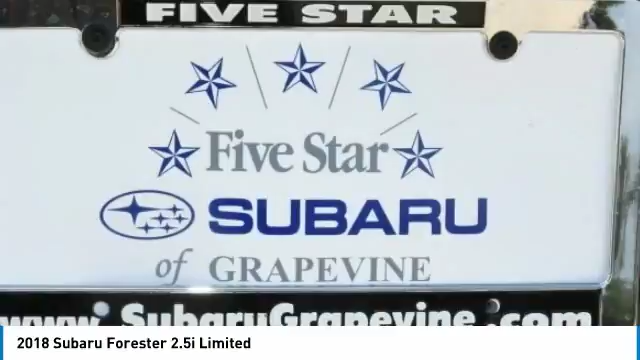 FIVE STAR
Five Star
SUBARU
of GRAPEVINE
www.SubaruGrapevine.com
2018 Subaru Forester 2.5i Limited